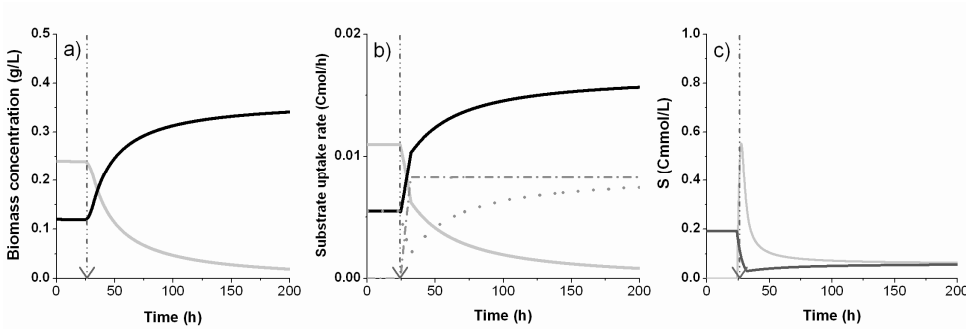 a)
Biomass concentration (g/L)
0.5
0.4
0.3
0.2
0.1
0.0
0 50 100 150 200
Time (h)
b)
Substrate uptake rate (Cmol/h)
0.02
0.01
0.00
0 50 100 150 200
Time (h)
c)
S (Cmmol/L)
1.0
0.8
0.6
0.4
0.2
0.0
0 50 100 150 200
Time (h)